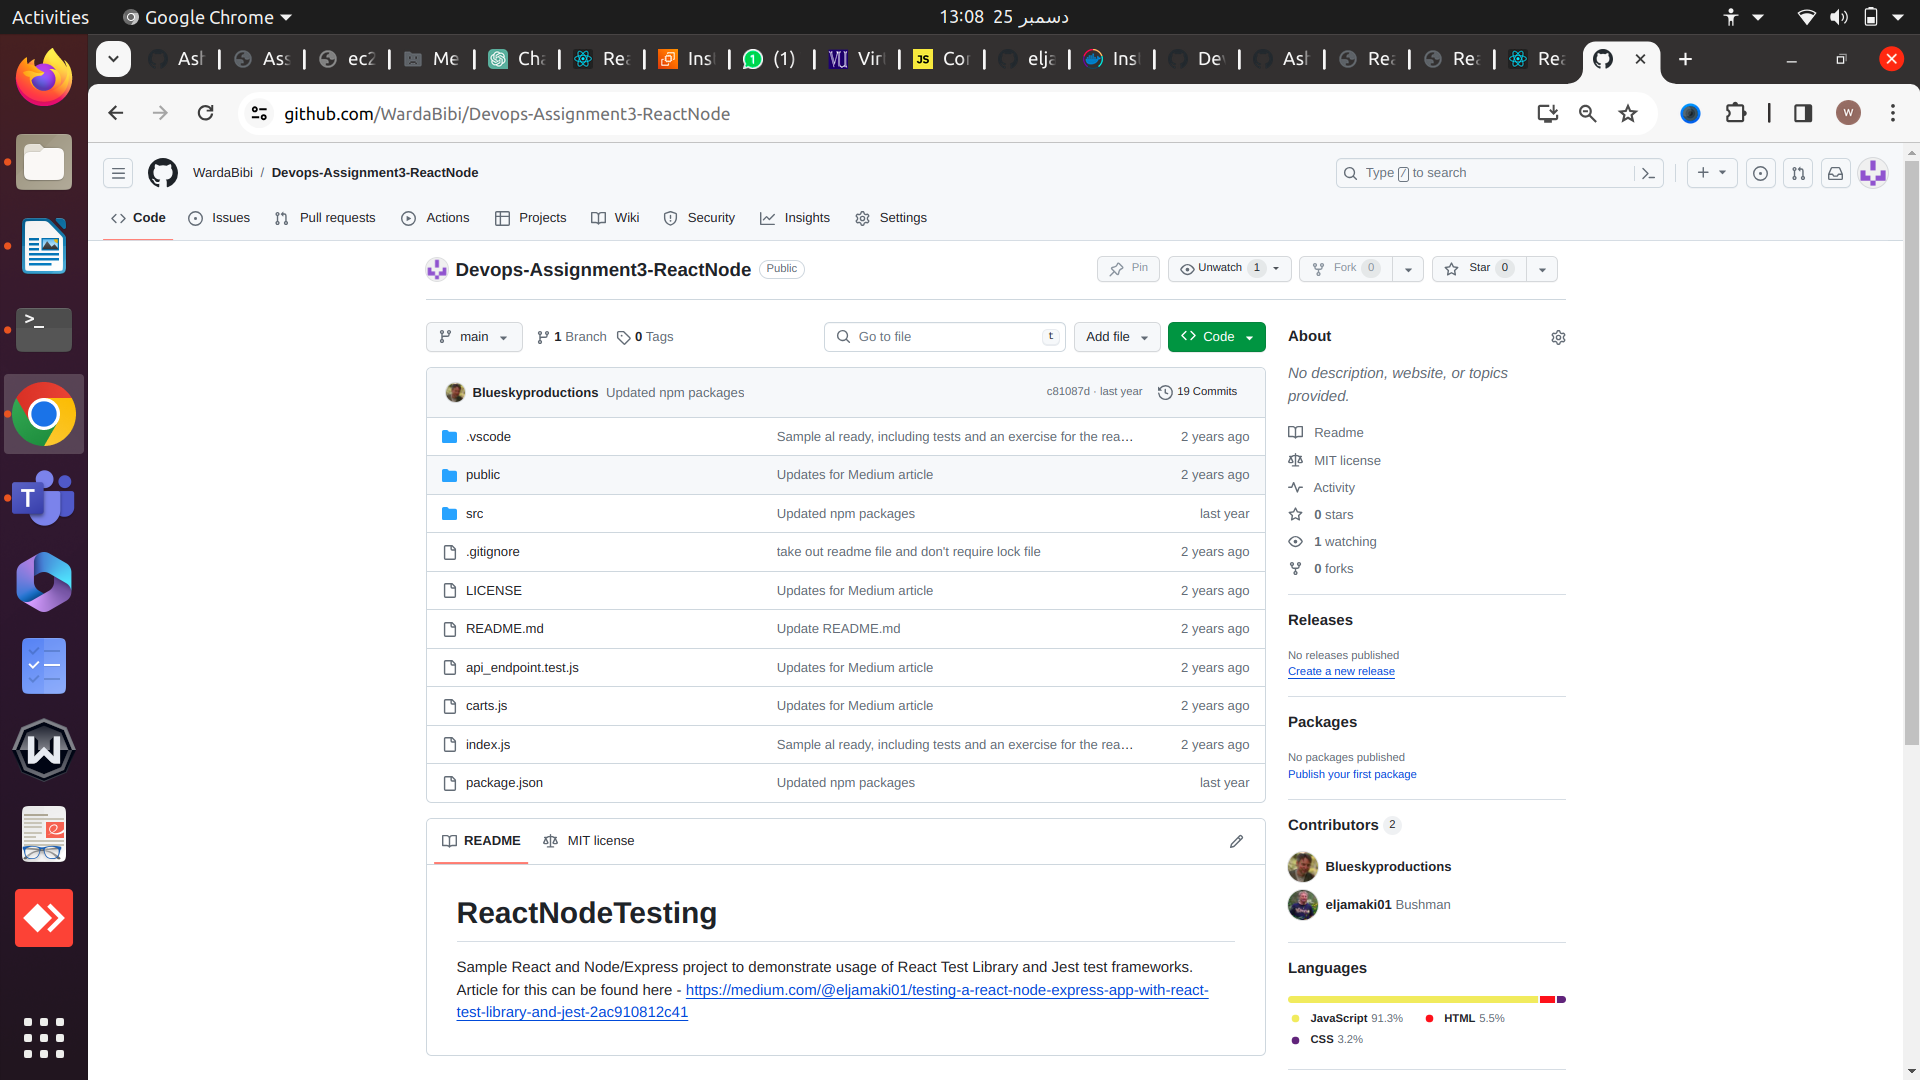 Activities Google Chrome 13:08 25 دسمبر
Ash Ass ec2 Me Cha Rea Inst (1) Virt Cor elja Inst Dev Ash Rea Rea Rea
github.com/WardaBibi/Devops-Assignment3-ReactNode W
WardaBibi / Devops-Assignment3-ReactNode Type / to search
Code Issues Pull requests Actions Projects Wiki Security Insights Settings
Devops-Assignment3-ReactNode Public Pin Unwatch 1 Fork 0 Star 0
main 1 Branch 0 Tags Go to file t Add file Code
Blueskyproductions Updated npm packages c81087d · last year 19 Commits
.vscode Sample al ready, including tests and an exercise for the rea… 2 years ago
public Updates for Medium article 2 years ago
src Updated npm packages last year
.gitignore take out readme file and don't require lock file 2 years ago
LICENSE Updates for Medium article 2 years ago
README.md Update README.md 2 years ago
api_endpoint.test.js Updates for Medium article 2 years ago
carts.js Updates for Medium article 2 years ago
index.js Sample al ready, including tests and an exercise for the rea… 2 years ago
package.json Updated npm packages last year
README MIT license
ReactNodeTesting
Sample React and Node/Express project to demonstrate usage of React Test Library and Jest test frameworks.
Article for this can be found here - https://medium.com/@eljamaki01/testing-a-react-node-express-app-with-react-
test-library-and-jest-2ac910812c41
About
No description, website, or topics
provided.
Readme
MIT license
Activity
0 stars
1 watching
0 forks
Releases
No releases published
Create a new release
Packages
No packages published
Publish your first package
Contributors 2
Blueskyproductions
eljamaki01 Bushman
Languages
JavaScript 91.3% HTML 5.5%
CSS 3.2%